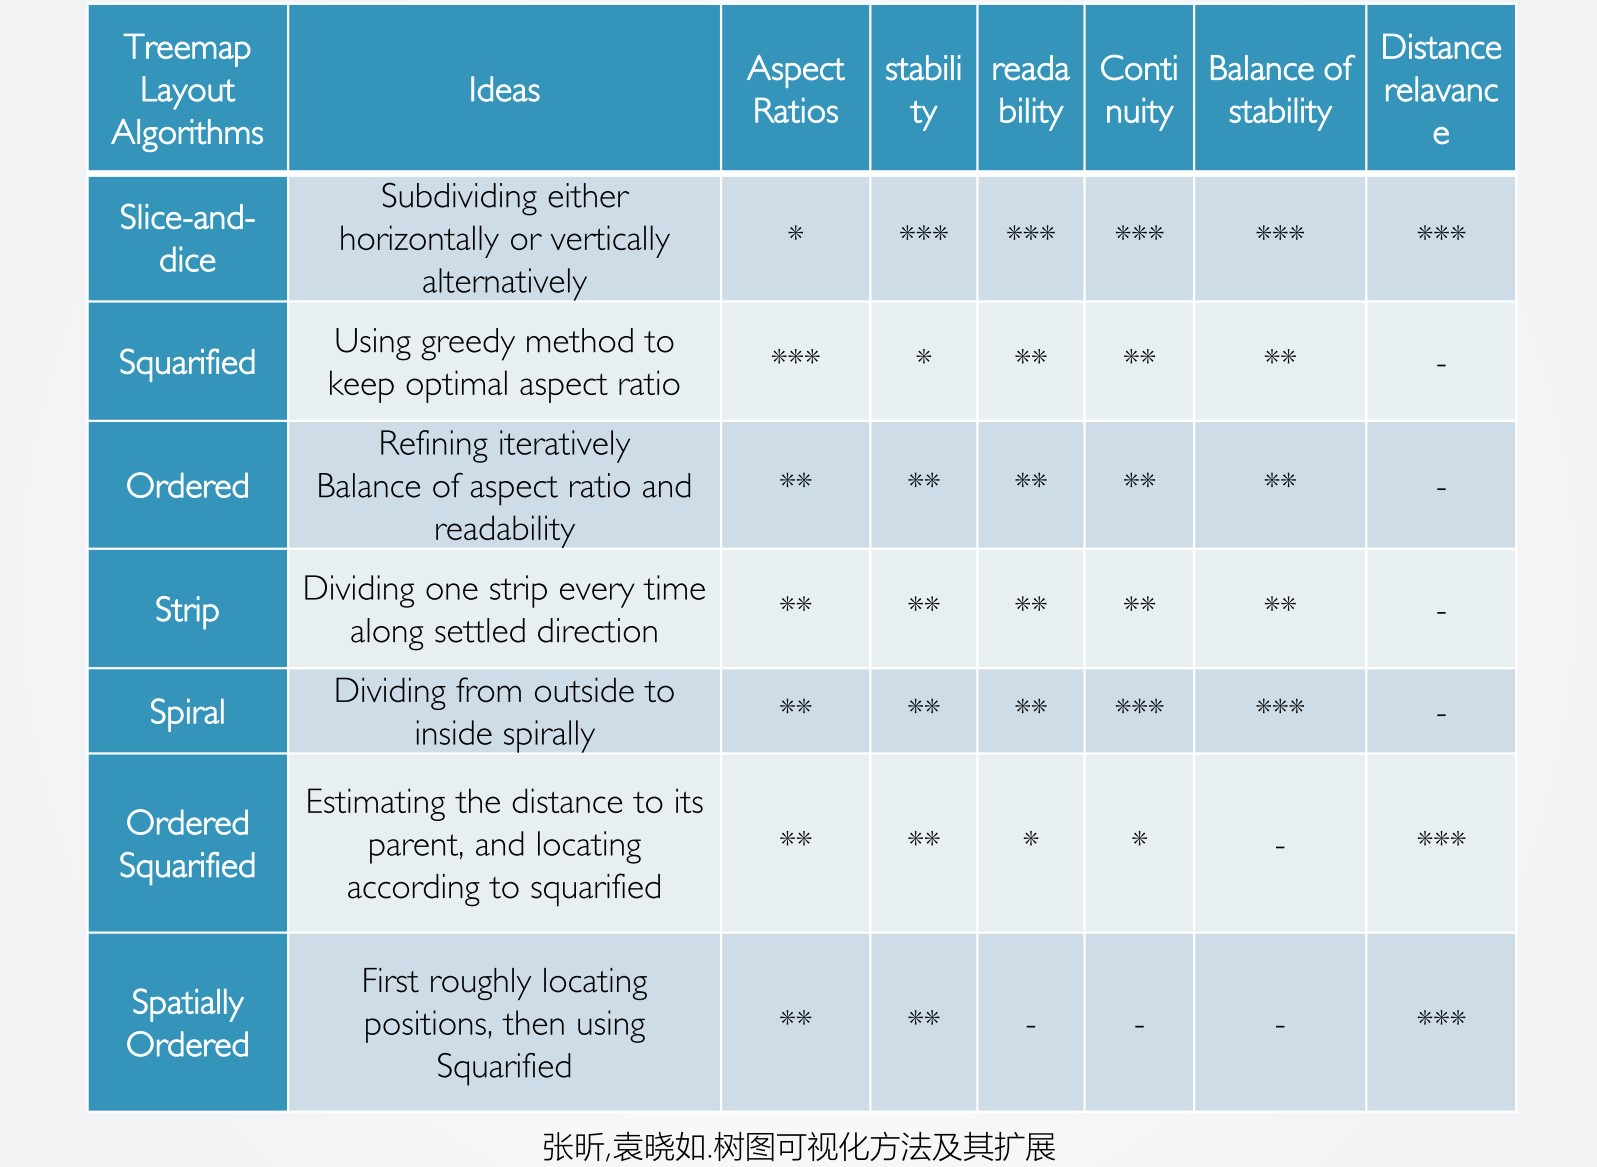 Treemap
Layout
Algorithms
Ideas
Aspect
Ratios
stabili
ty
reada
bility
Conti
nuity
Balance of
stability
Distance
relavanc
e
Slice-and-
dice
Subdividing either
horizontally or vertically
alternatively
*
***
***
***
***
***
Squarified
Using greedy method to
keep optimal aspect ratio
***
*
**
**
**
-
Ordered
Refining iteratively
Balance of aspect ratio and
readability
**
**
**
**
**
-
Strip
Dividing one strip every time
along settled direction
**
**
**
**
**
-
Spiral
Dividing from outside to
inside spirally
**
**
**
***
***
-
Ordered
Squarified
Estimating the distance to its
parent, and locating
according to squarified
**
**
*
*
-
***
Spatially
Ordered
First roughly locating
positions, then using
Squarified
**
**
-
-
-
***
张昕,袁晓如.树图可视化方法及其扩展